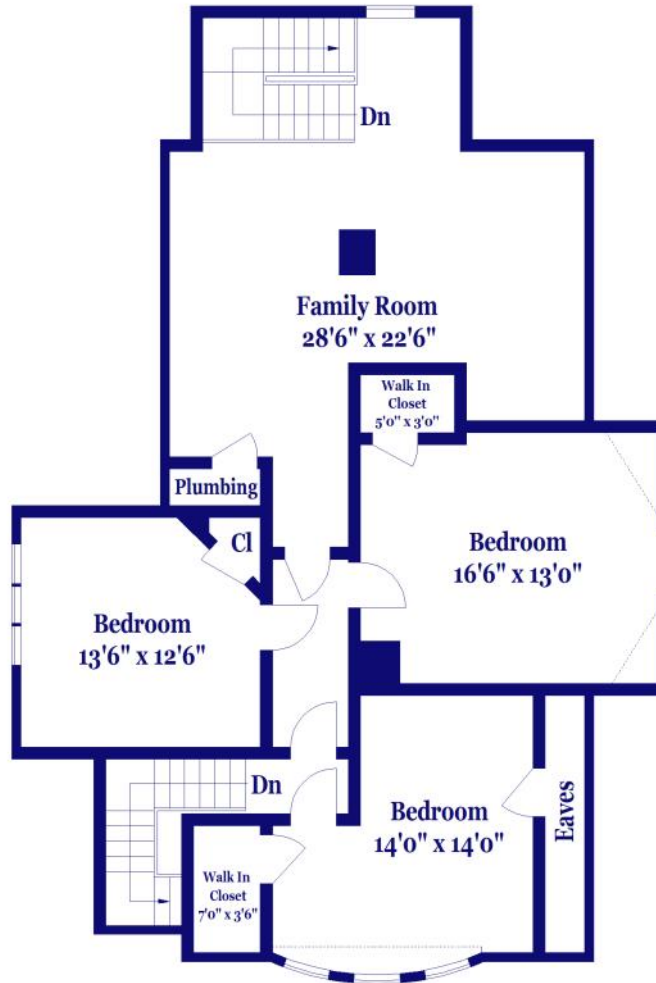 Dn
Family Room
28'6" x 22'6"
Walk In
Closet
5'0" x 3'0"
Plumbing
Cl
Bedroom
16'6" x 13'0"
Bedroom
13'6" x 12'6"
Dn
Bedroom
14'0" x 14'0"
Eaves
Walk In
Closet
7'0" x 3'6"